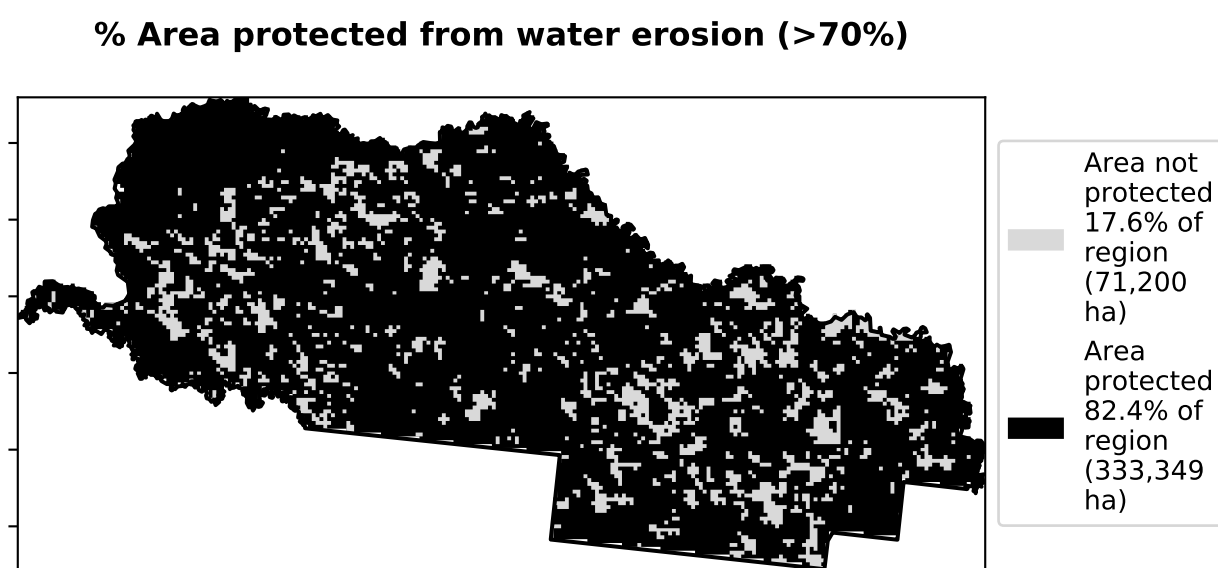 % Area protected from water erosion (>70%)
Area not
protected
17.6% of
region
(71,200
ha)
Area
protected
82.4% of
region
(333,349
ha)